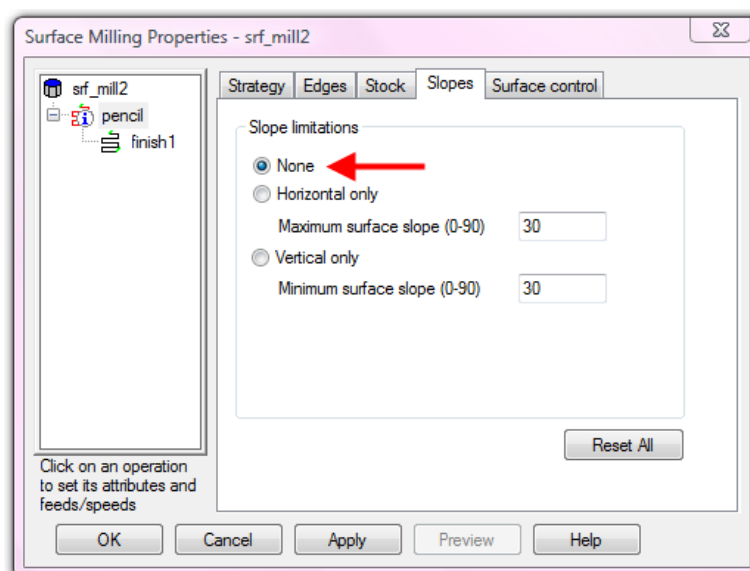 Surface Milling Properties - srf_mill2
srf_mill2
pencil
finish1
Click on an operation
to set its attributes and
feeds/speeds
Strategy Edges Stock Slopes Surface control
Slope limitations
None
Horizontal only
Maximum surface slope (0-90) 30
Vertical only
Minimum surface slope (0-90) 30
Reset All
OK Cancel Apply Preview Help